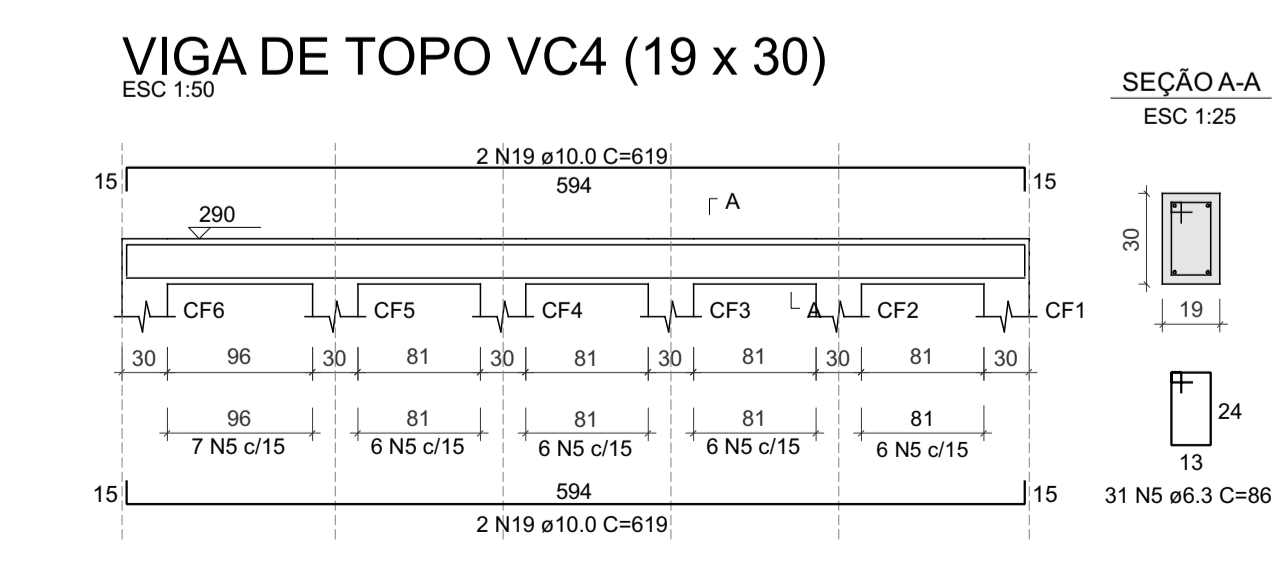 VIGA DE TOPO VC4 (19 x 30)
ESC 1:50
SEÇÃO A-A
ESC 1:25
2 N19 ø10.0 C=619
15 594 15
A
290
30
CF6 CF5 CF4 CF3 A CF2 CF1
19
30 96 30 81 30 81 30 81 30 81 30
96 81 81 81 81
7 N5 c/15 6 N5 c/15 6 N5 c/15 6 N5 c/15 6 N5 c/15
24
13
15 594 15
31 N5 ø6.3 C=86
2 N19 ø10.0 C=619